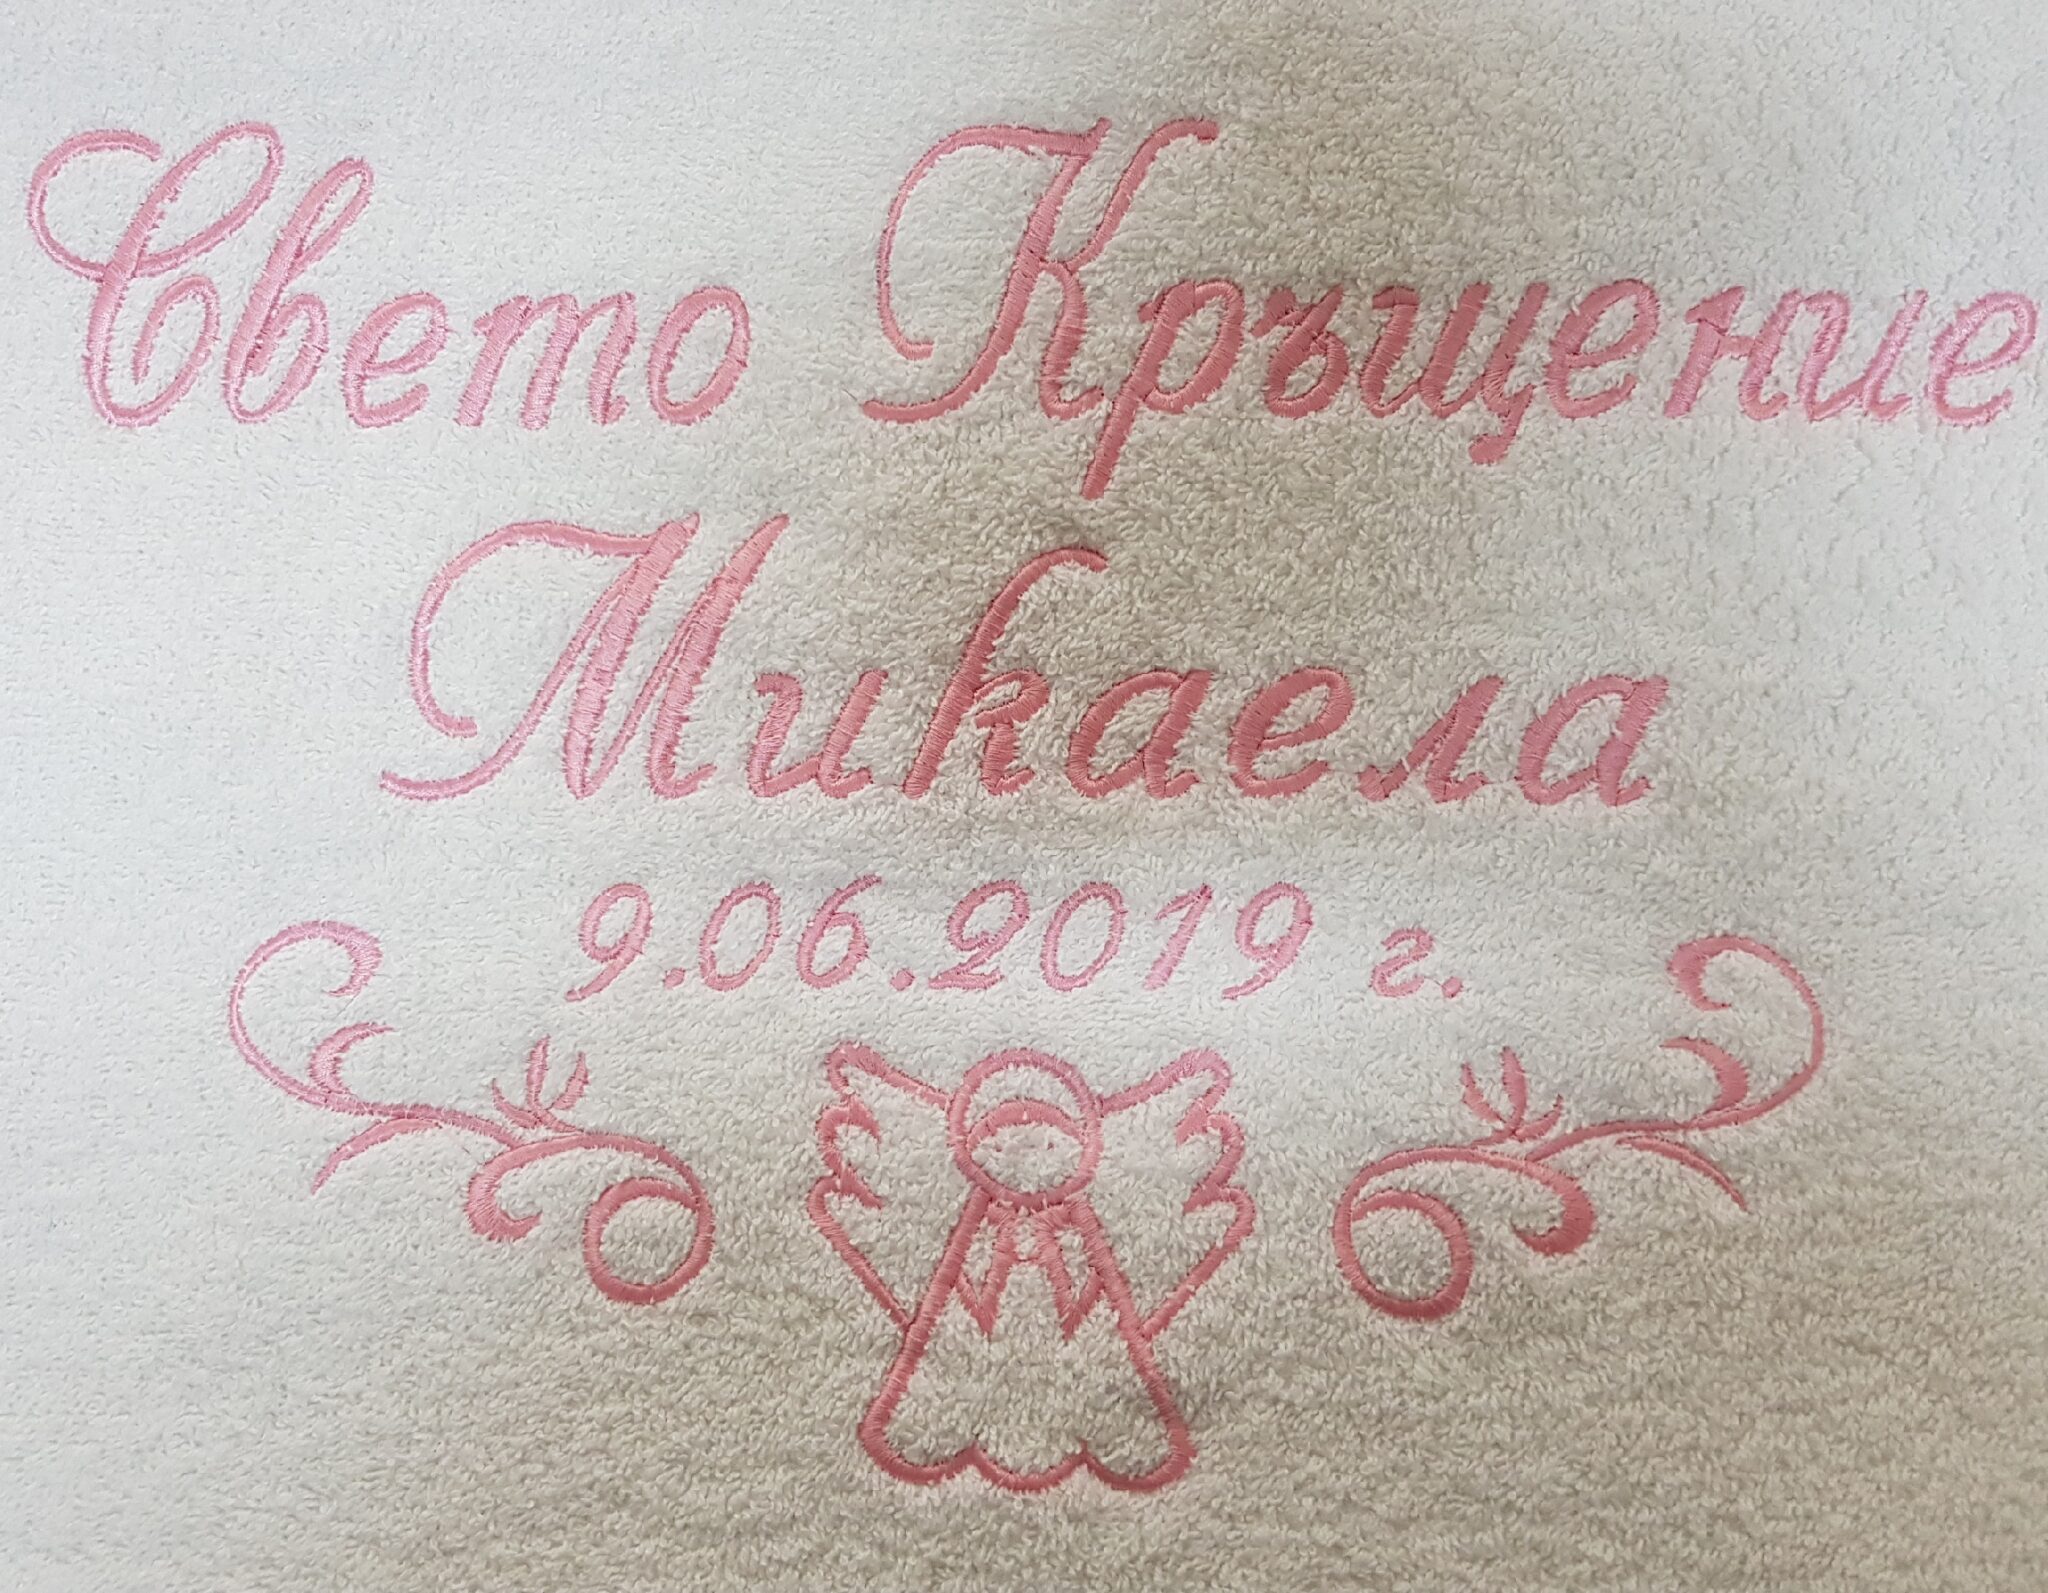 Свето Кръщение
Микаела
9.06.2019 г.